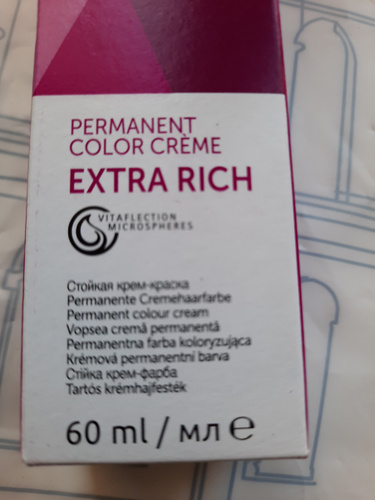 PERMANENT
COLOR CRÈME
EXTRA RICH
VITAFLECTION
MICROSPHERES
Стойкая крем-краска
Permanente Cremehaarfarbe
Permanent colour cream
Vopsea cremă permanentă
Permanentna farba koloryzująca
Krémová permanentní barva
Стійка крем-фарба
Tartós krémhajfesték
60 ml / мл ℮